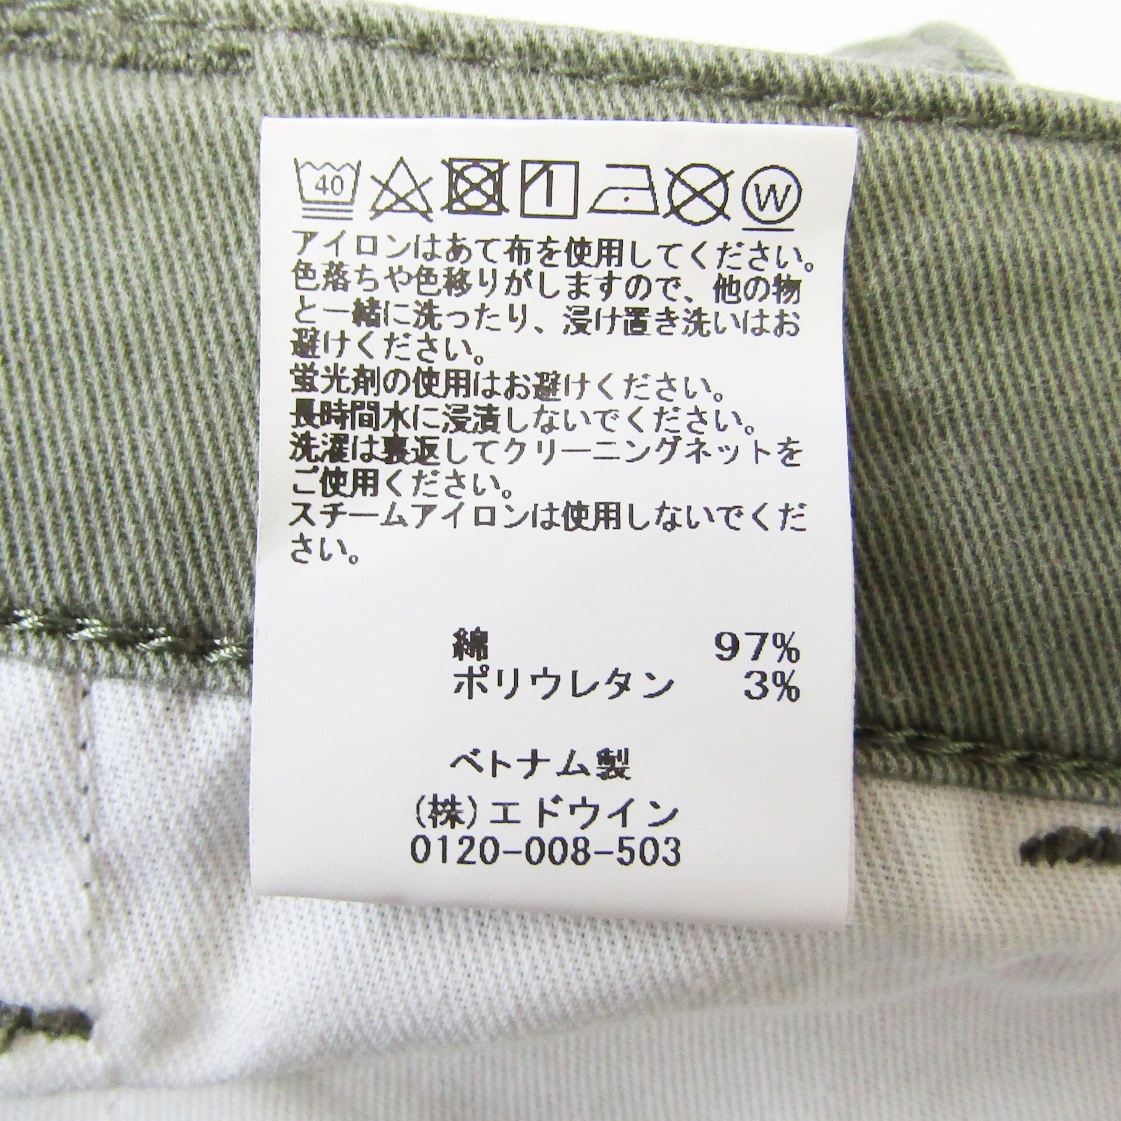 40 W
アイロンはあて布を使用してください。
色落ちや色移りがしますので、他の物
と一緒に洗ったり、浸け置き洗いはお
避けください。
蛍光剤の使用はお避けください。
長時間水に浸漬しないでください。
洗濯は裏返してクリーニングネットを
ご使用ください。
スチームアイロンは使用しないでくだ
さい。
綿 97%
ポリウレタン 3%
ベトナム製
(株)エドウイン
0120-008-503